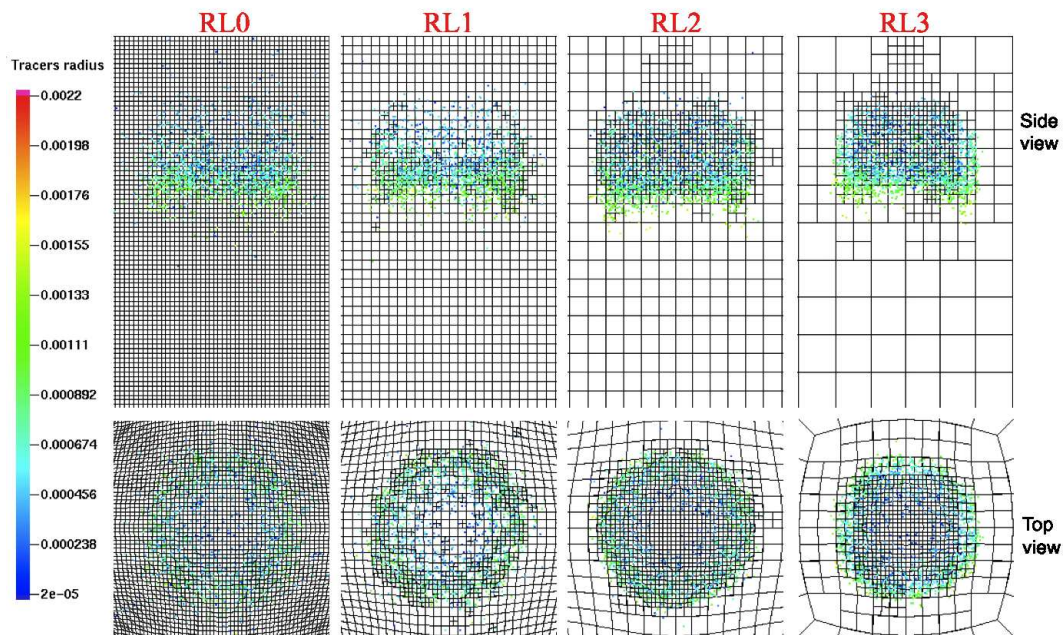 RL0
RL1
RL2
RL3
Tracers radius
0.0022
0.00198
0.00176
0.00155
0.00133
0.00111
0.000892
0.000674
0.000456
0.000238
2e-05
Side
view
Top
view